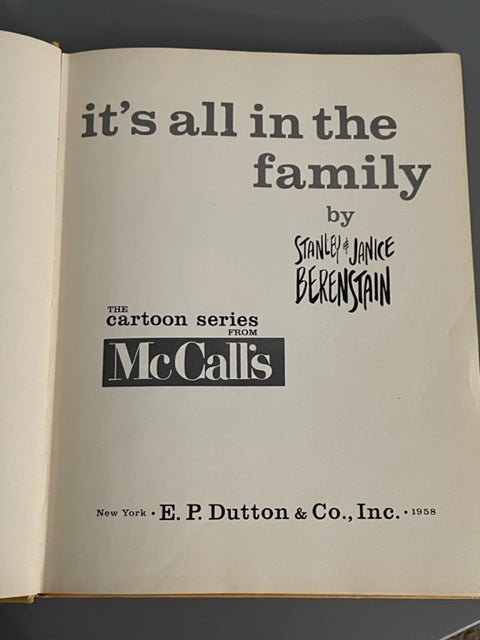 it's all in the
family
by
STANLEY & JANICE
BERENSTAIN
THE
cartoon series
FROM
McCall's
New York • E. P. Dutton & Co., Inc. • 1958